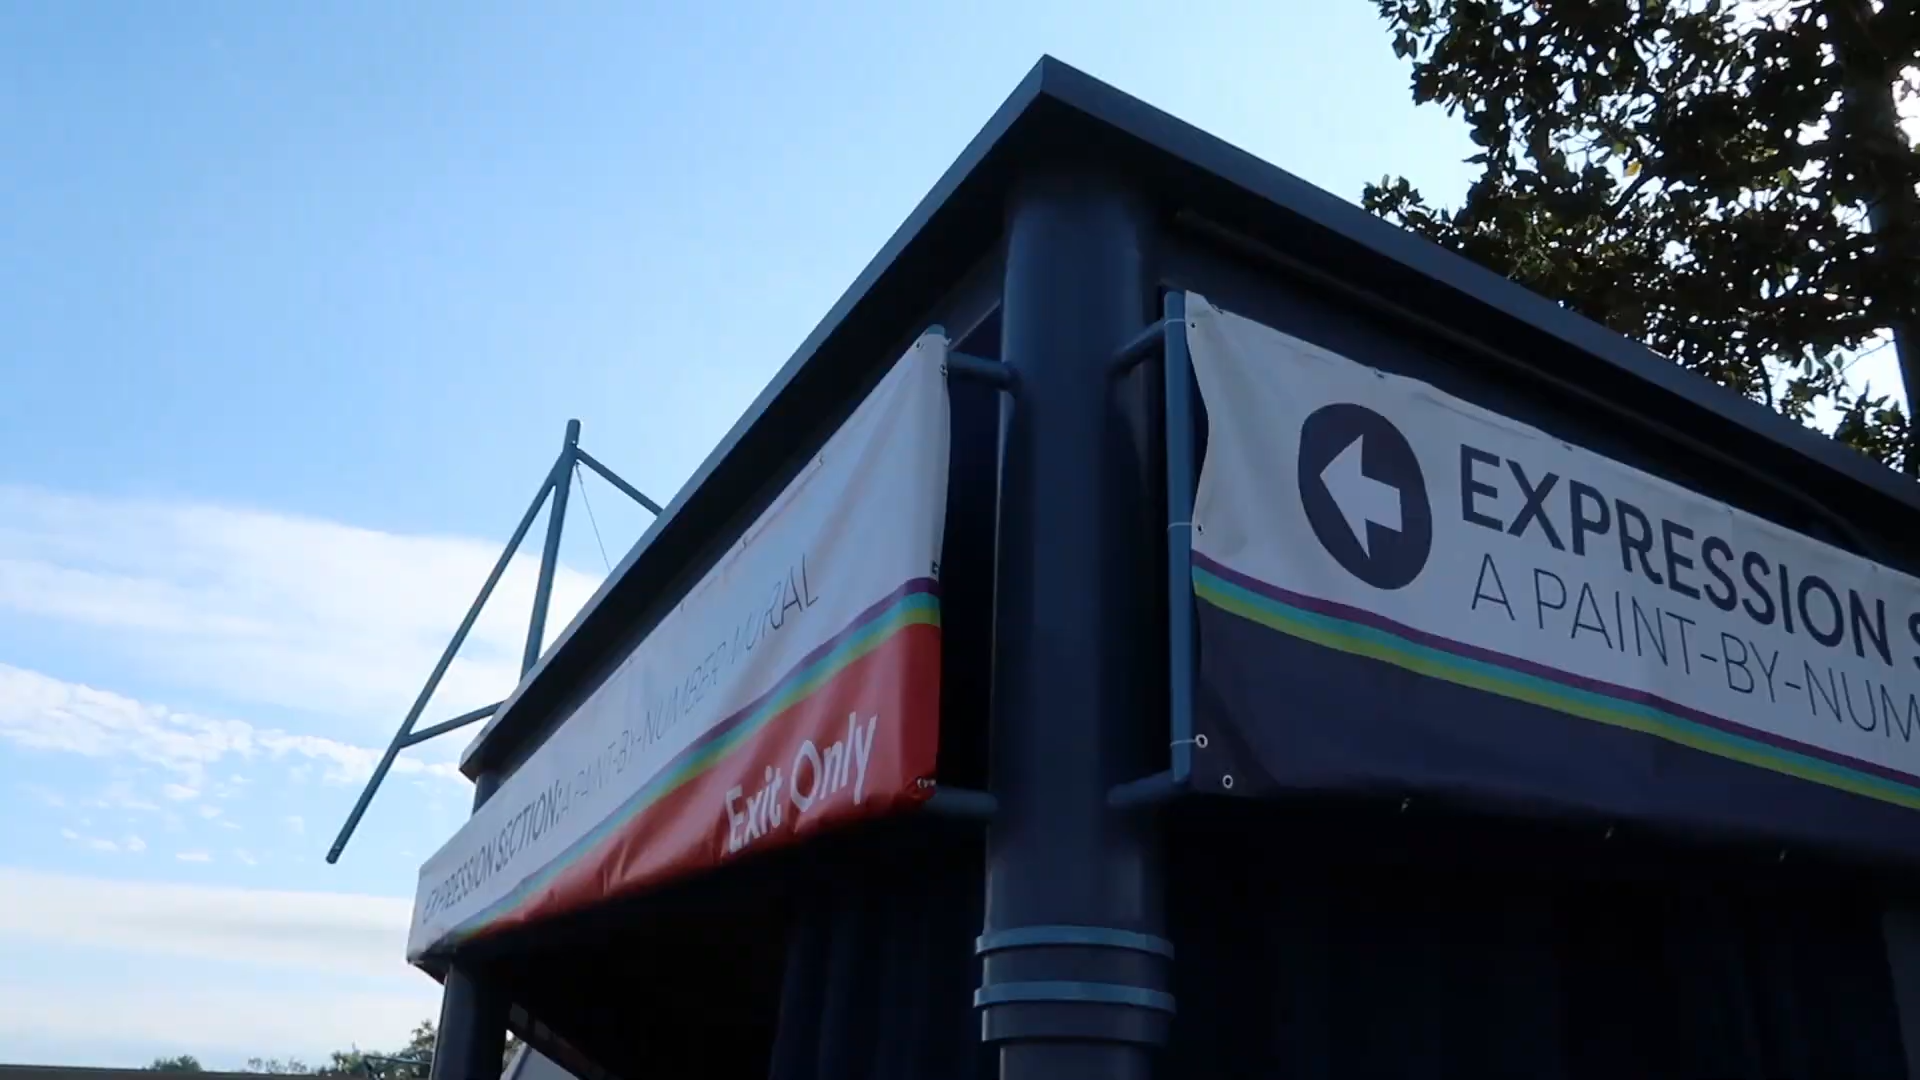 EXPRESSION SECTION: A PAINT-BY-NUMBER MURAL
Exit Only
EXPRESSION S
A PAINT-BY-NUM